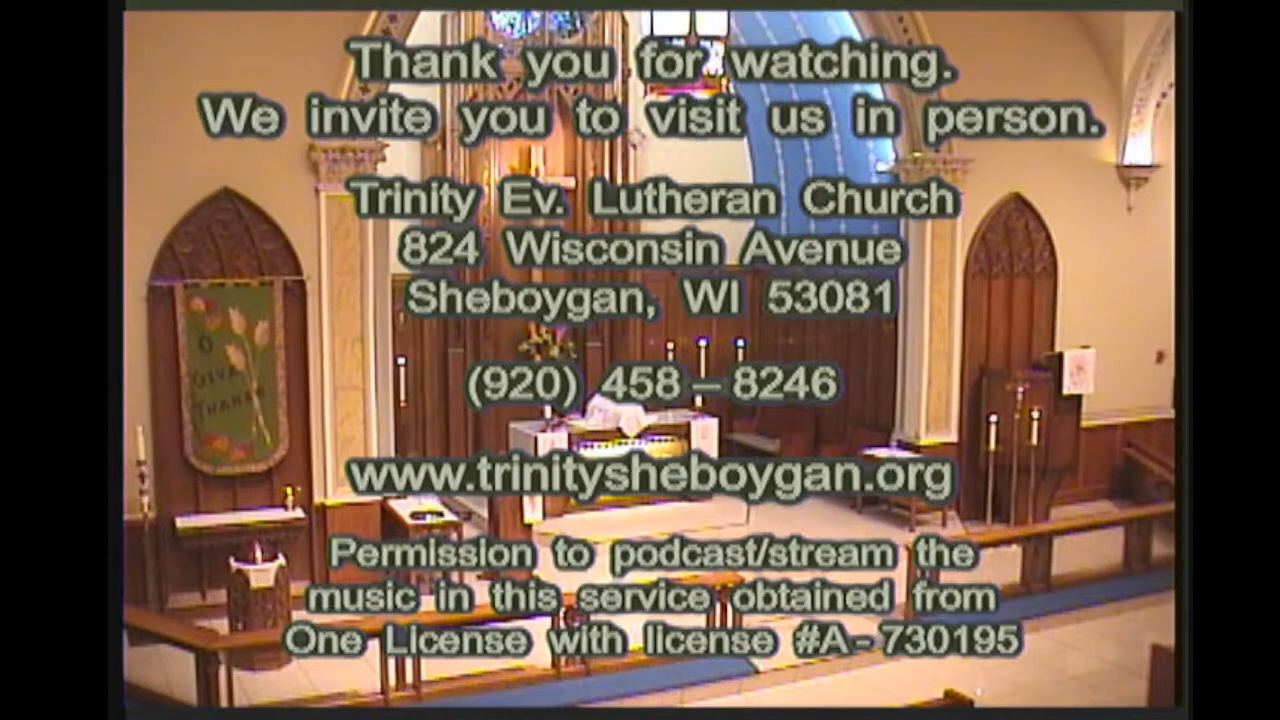 Thank you for watching.
We invite you to visit us in person.
Trinity Ev. Lutheran Church
824 Wisconsin Avenue
Sheboygan, WI 53081
(920) 458 – 8246
www.trinitysheboygan.org
Permission to podcast/stream the
music in this service obtained from
One License with license #A - 730195
O
GIVE
THANKS